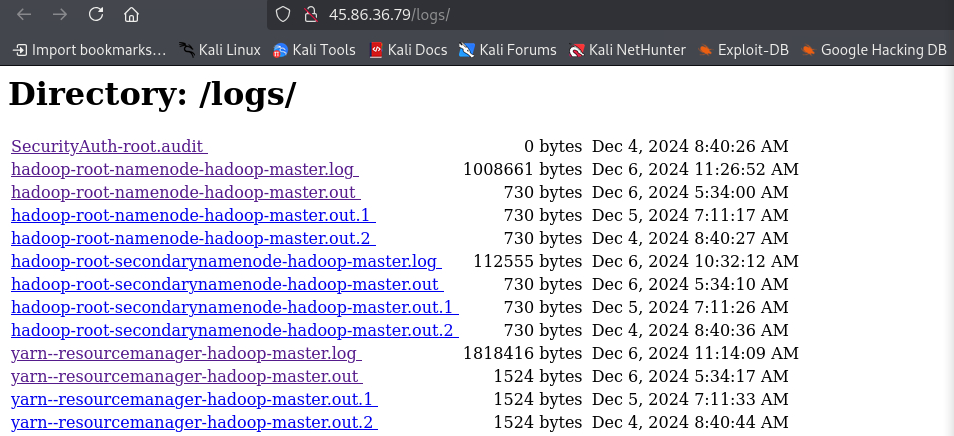 45.86.36.79/logs/
Import bookmarks... Kali Linux Kali Tools Kali Docs Kali Forums Kali NetHunter Exploit-DB Google Hacking DB
Directory: /logs/
SecurityAuth-root.audit 0 bytes Dec 4, 2024 8:40:26 AM
hadoop-root-namenode-hadoop-master.log 1008661 bytes Dec 6, 2024 11:26:52 AM
hadoop-root-namenode-hadoop-master.out 730 bytes Dec 6, 2024 5:34:00 AM
hadoop-root-namenode-hadoop-master.out.1 730 bytes Dec 5, 2024 7:11:17 AM
hadoop-root-namenode-hadoop-master.out.2 730 bytes Dec 4, 2024 8:40:27 AM
hadoop-root-secondarynamenode-hadoop-master.log 112555 bytes Dec 6, 2024 10:32:12 AM
hadoop-root-secondarynamenode-hadoop-master.out 730 bytes Dec 6, 2024 5:34:10 AM
hadoop-root-secondarynamenode-hadoop-master.out.1 730 bytes Dec 5, 2024 7:11:26 AM
hadoop-root-secondarynamenode-hadoop-master.out.2 730 bytes Dec 4, 2024 8:40:36 AM
yarn--resourcemanager-hadoop-master.log 1818416 bytes Dec 6, 2024 11:14:09 AM
yarn--resourcemanager-hadoop-master.out 1524 bytes Dec 6, 2024 5:34:17 AM
yarn--resourcemanager-hadoop-master.out.1 1524 bytes Dec 5, 2024 7:11:33 AM
yarn--resourcemanager-hadoop-master.out.2 1524 bytes Dec 4, 2024 8:40:44 AM